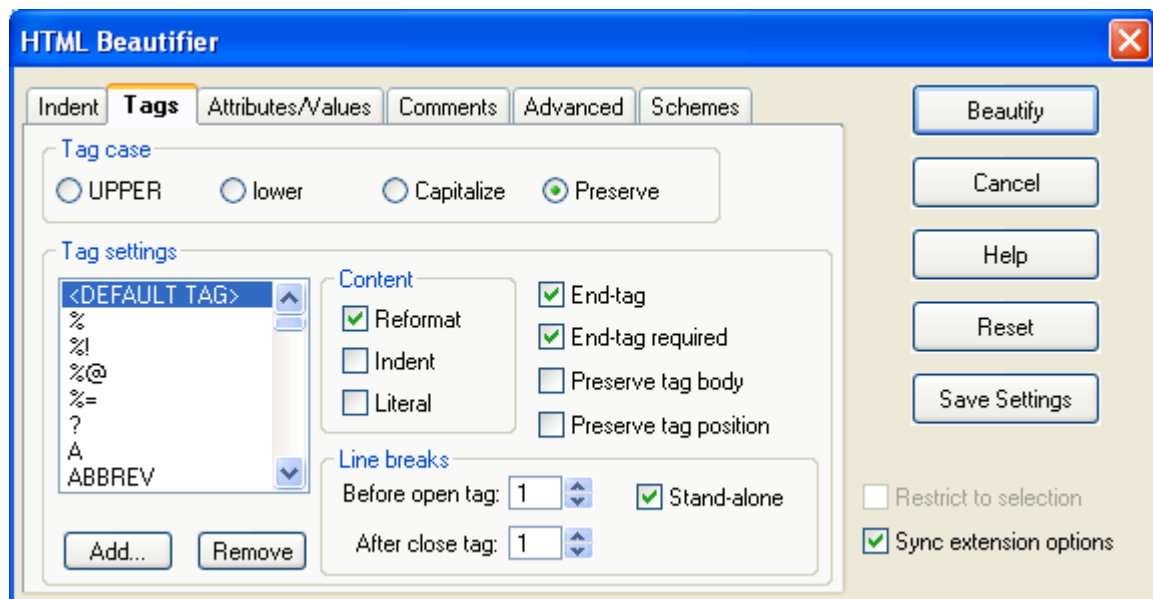 HTML Beautifier
Indent Tags Attributes/Values Comments Advanced Schemes
Tag case
UPPER lower Capitalize Preserve
Tag settings
<DEFAULT TAG>
%
%!
%@
%=
?
A
ABBREV
Add... Remove
Content
Reformat
Indent
Literal
End-tag
End-tag required
Preserve tag body
Preserve tag position
Line breaks
Before open tag: 1 Stand-alone
After close tag: 1
Beautify
Cancel
Help
Reset
Save Settings
Restrict to selection
Sync extension options